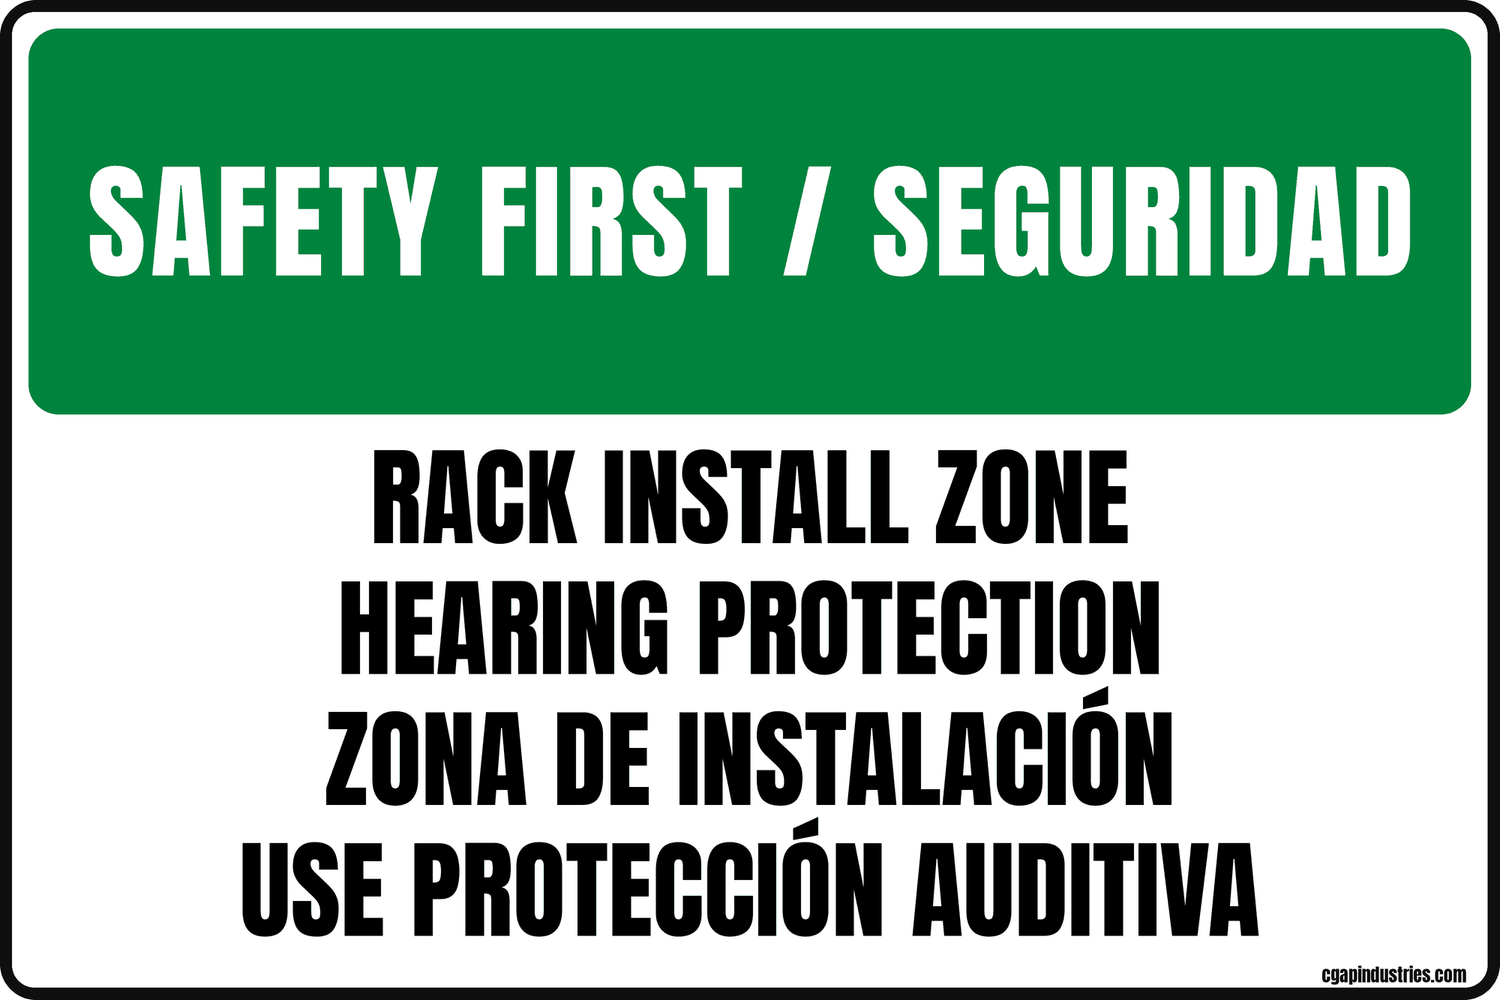 SAFETY FIRST / SEGURIDAD
RACK INSTALL ZONE
HEARING PROTECTION
ZONA DE INSTALACIÓN
USE PROTECCIÓN AUDITIVA
cgapindustries.com